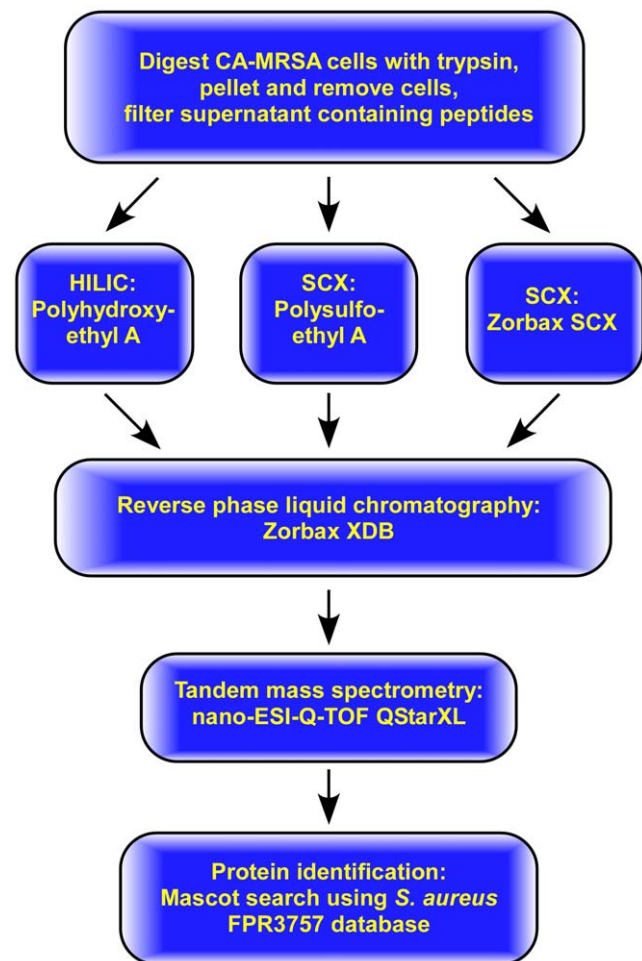 Digest CA-MRSA cells with trypsin,
pellet and remove cells,
filter supernatant containing peptides
HILIC:
Polyhydroxy-
ethyl A
SCX:
Polysulfo-
ethyl A
SCX:
Zorbax SCX
Reverse phase liquid chromatography:
Zorbax XDB
Tandem mass spectrometry:
nano-ESI-Q-TOF QStarXL
Protein identification:
Mascot search using S. aureus
FPR3757 database